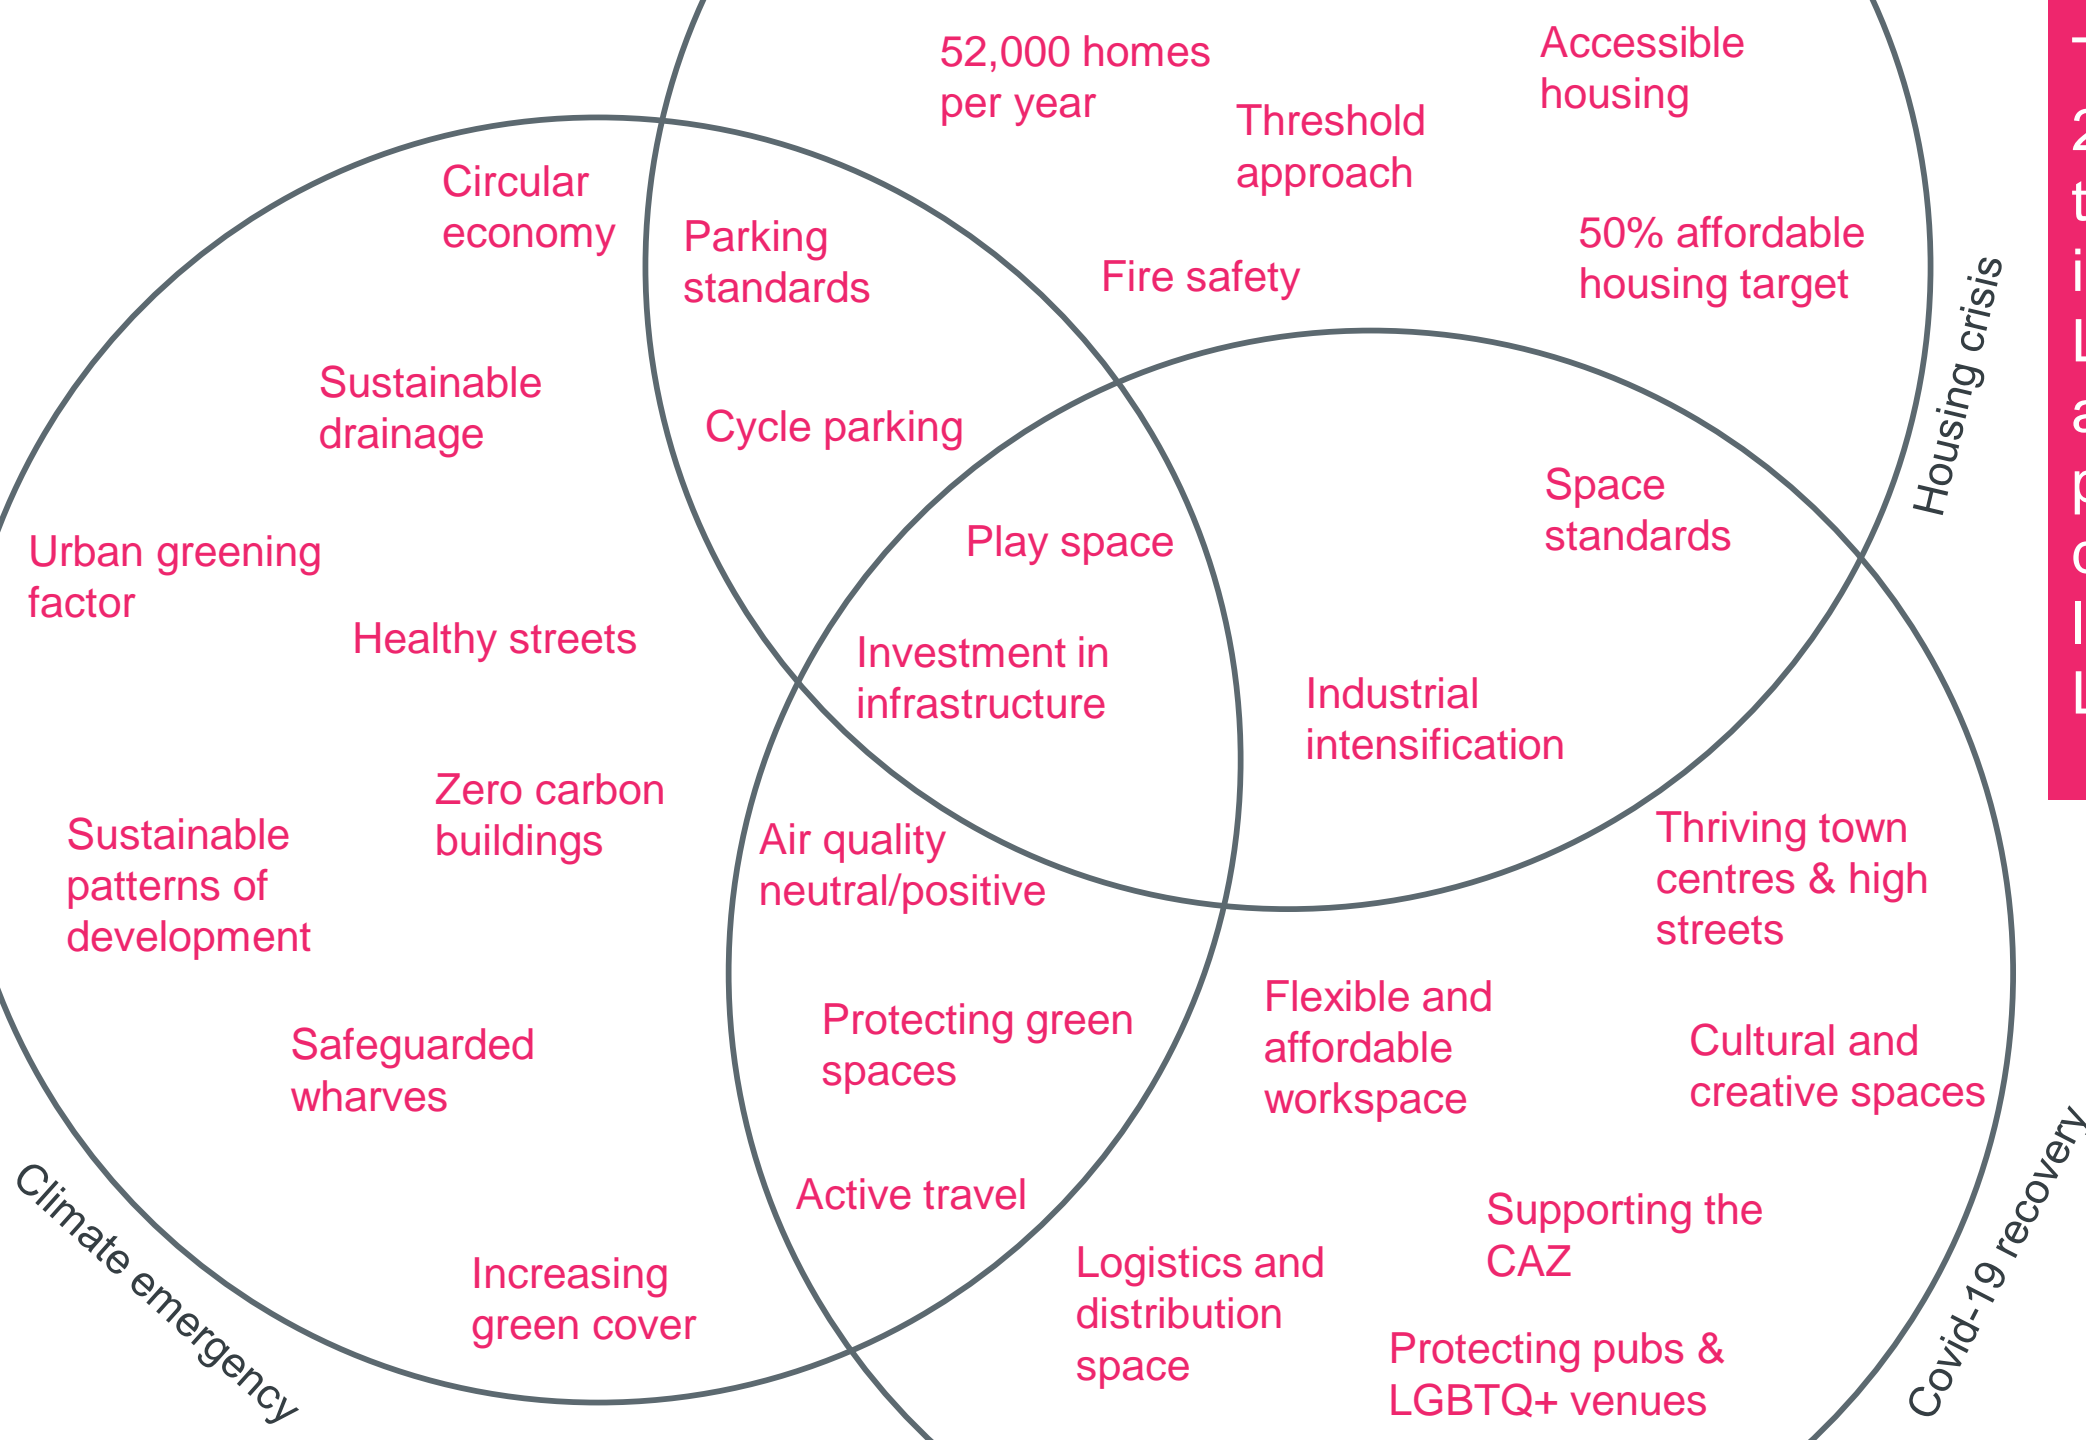 52,000 homes
per year
Accessible
housing
Threshold
approach
Circular
economy
Parking
standards
50% affordable
housing target
Fire safety
Housing crisis
Sustainable
drainage
Cycle parking
Space
standards
Urban greening
factor
Play space
Healthy streets
Investment in
infrastructure
Industrial
intensification
Zero carbon
buildings
Sustainable
patterns of
development
Air quality
neutral/positive
Thriving town
centres & high
streets
Safeguarded
wharves
Protecting green
spaces
Flexible and
affordable
workspace
Cultural and
creative spaces
Climate emergency
Active travel
Supporting the
CAZ
Covid-19 recovery
Increasing
green cover
Logistics and
distribution
space
Protecting pubs &
LGBTQ+ venues